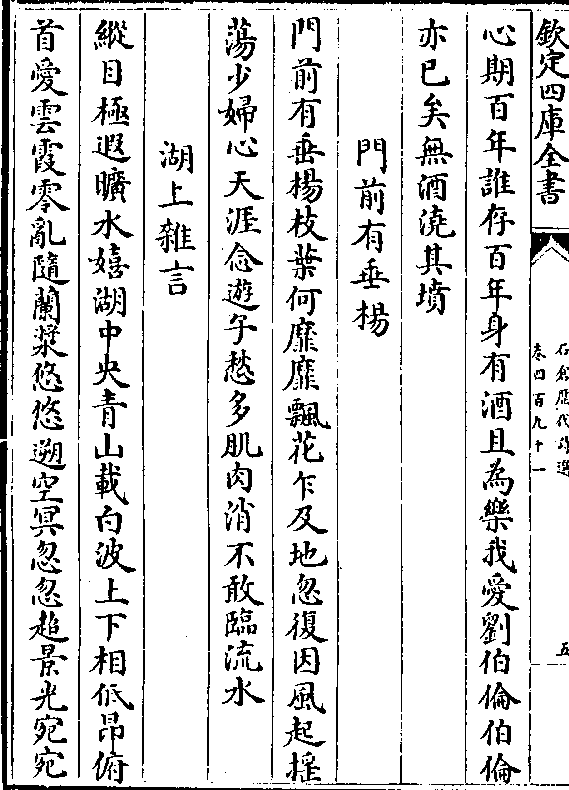 欽定四庫全書
石倉歷代詩選
卷四百九十一
五
心期百年誰存百年身有酒且為樂我愛劉伯倫伯倫
亦已矣無酒澆其墳
門前有垂楊
門前有垂楊枝葉何靡靡飄花乍及地忽復因風起揺
蕩少婦心天涯念遊子愁多肌肉消不敢臨流水
湖上雜言
縱目極遐曠水嬉湖中央青山載白波上下相低昂俯
首愛雲霞零亂隨蘭槳悠悠遡空冥忽忽超景光宛宛